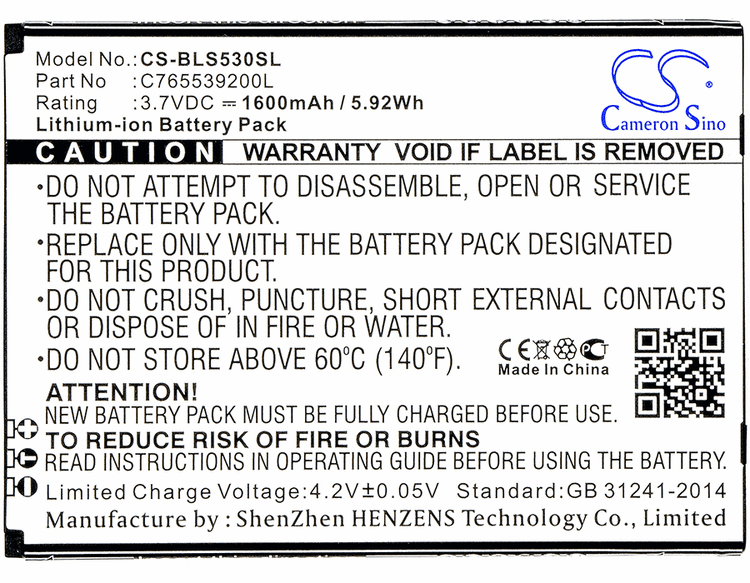 Model No.:CS-BLS530SL
Part No :C765539200L
Rating :3.7VDC ⎓ 1600mAh / 5.92Wh
Lithium-ion Battery Pack
CS
Cameron Sino
CAUTION WARRANTY VOID IF LABEL IS REMOVED
•DO NOT ATTEMPT TO DISASSEMBLE, OPEN OR SERVICE
THE BATTERY PACK.
•REPLACE ONLY WITH THE BATTERY PACK DESIGNATED
FOR THIS PRODUCT.
•DO NOT CRUSH, PUNCTURE, SHORT EXTERNAL CONTACTS
OR DISPOSE OF IN FIRE OR WATER.
•DO NOT STORE ABOVE 60°C (140°F).
CE
Made In China
ATTENTION!
NEW BATTERY PACK MUST BE FULLY CHARGED BEFORE USE.
TO REDUCE RISK OF FIRE OR BURNS
READ INSTRUCTIONS IN OPERATING GUIDE BEFORE USING THE BATTERY.
Limited Charge Voltage:4.2V±0.05V Standard:GB 31241-2014
Manufacture by : ShenZhen HENZENS Technology Co., Limited